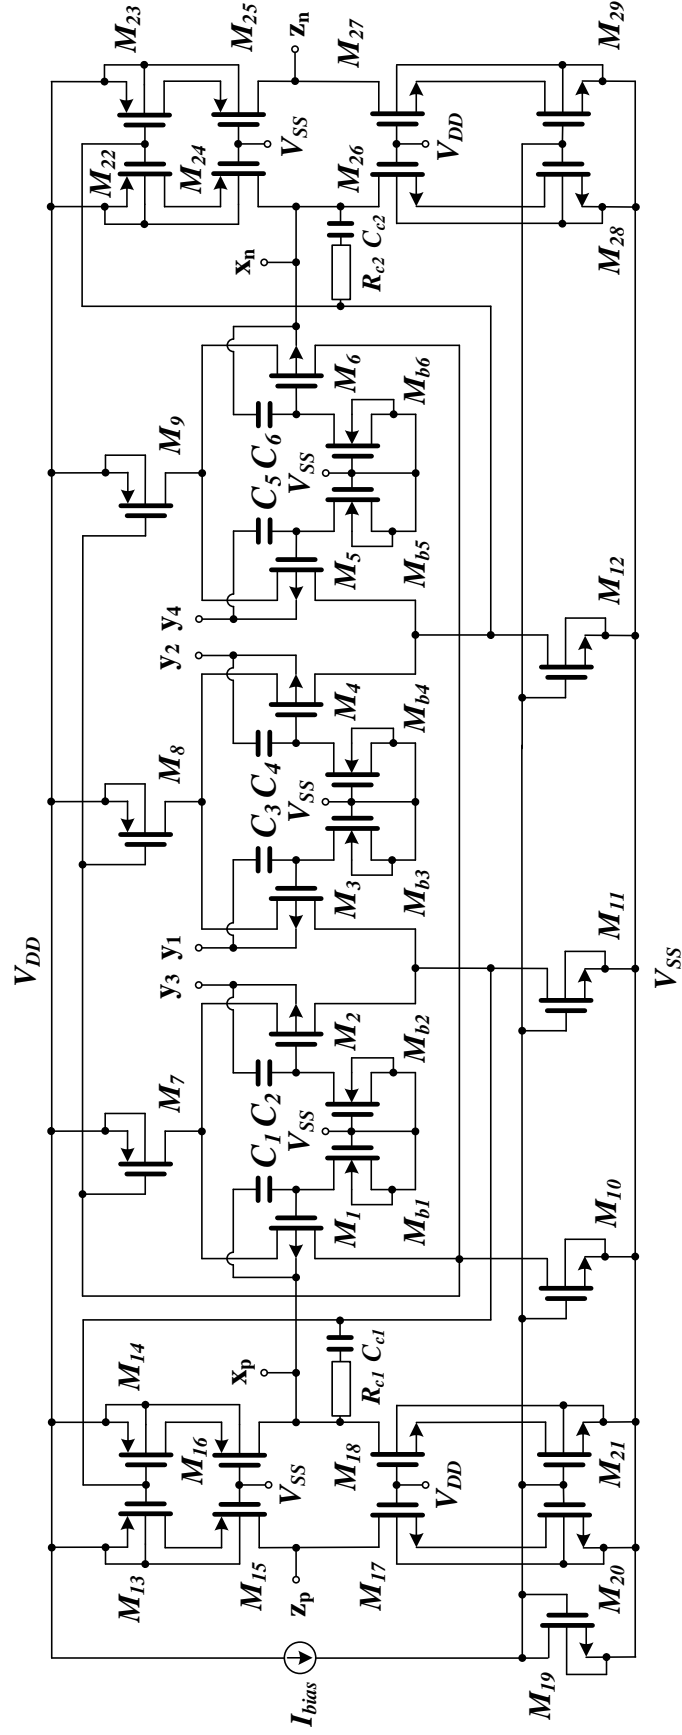 M23
M25
zn
M27
M29
M22
M24
VSS
M26
VDD
M28
xn
Rc2 Cc2
M9
M6
Mb6
C5 C6
VSS
M5
Mb5
M12
y4
y2
M8
M4
Mb4
C3 C4
VSS
M3
Mb3
M11
y1
VDD
VSS
y3
M7
M2
Mb2
C1 C2
VSS
M1
Mb1
M10
xp
Rc1 Cc1
M14
M16
VSS
M18
VDD
M21
M13
M15
zp
M17
M20
Ibias
M19